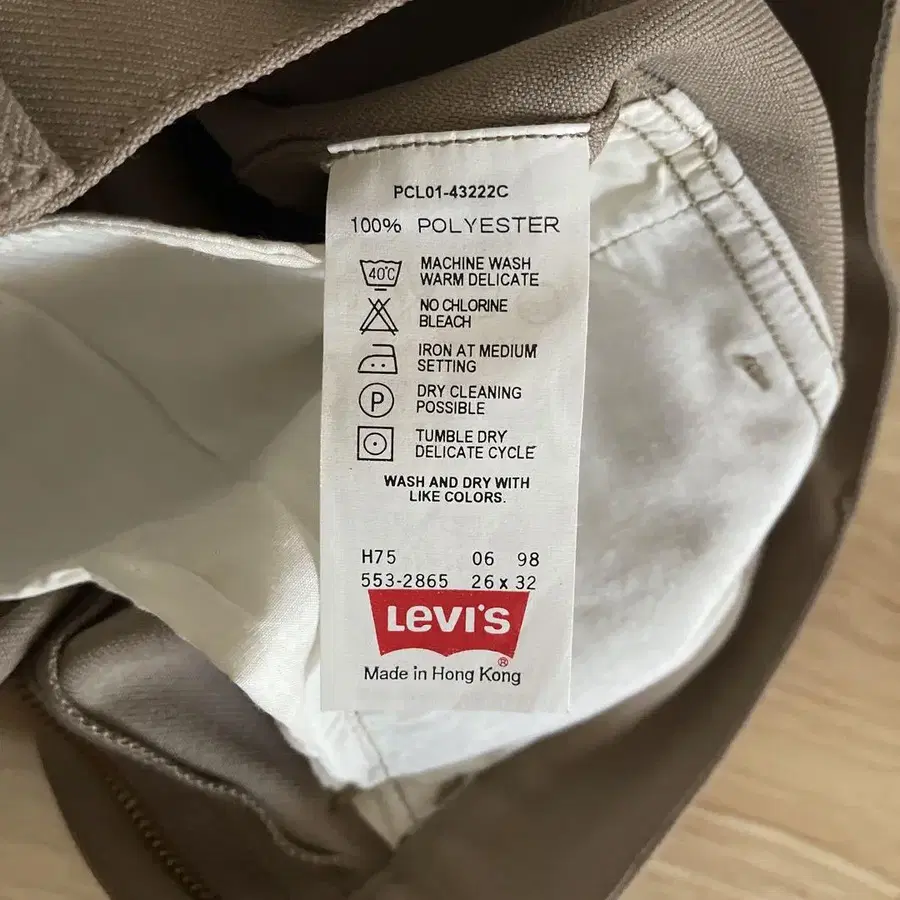 PCL01-43222C
100% POLYESTER
40°C
MACHINE WASH
WARM DELICATE
NO CHLORINE
BLEACH
IRON AT MEDIUM
SETTING
P
DRY CLEANING
POSSIBLE
TUMBLE DRY
DELICATE CYCLE
WASH AND DRY WITH
LIKE COLORS.
H75 06 98
553-2865 26 x 32
LEVI'S
®
Made in Hong Kong